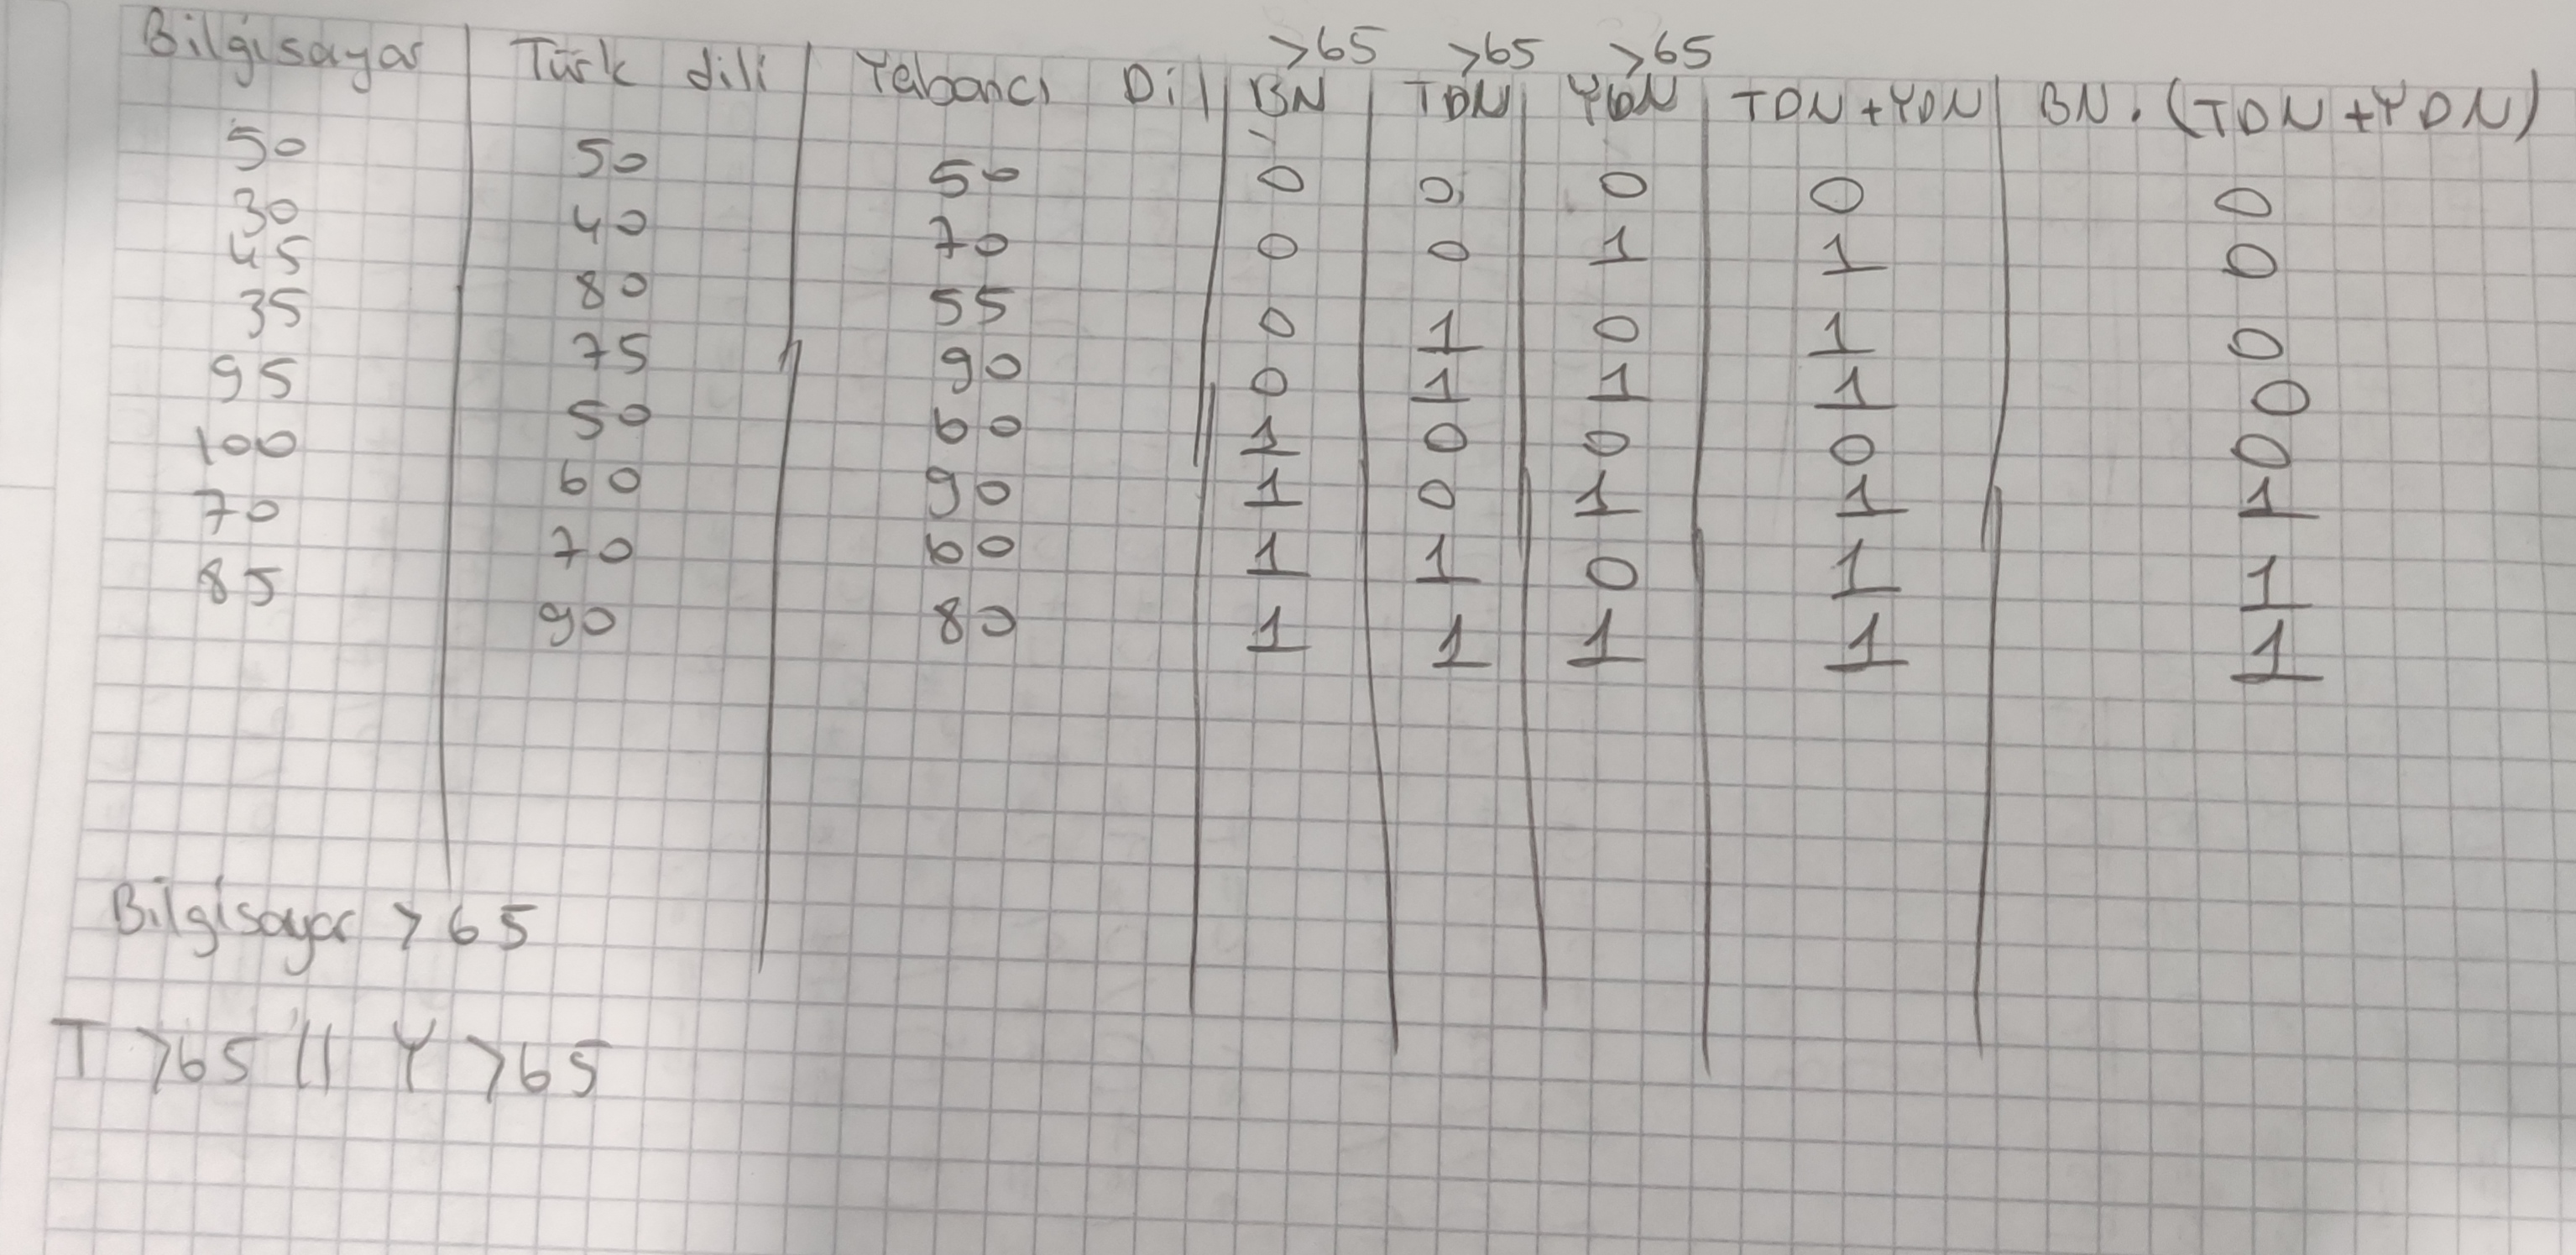 >65 >65 >65
Bilgisayar Türk dili Yabancı Dil BN TDN YDN TDN+YDN BN.(TDN+YDN)
50 50 50 0 0 0 0 0
30 40 70 0 0 1 1 0
45 80 55 0 1 0 1 0
35 75 90 0 1 1 1 0
95 50 60 1 0 0 0 0
100 60 90 1 0 1 1 1
70 70 60 1 1 0 1 1
85 90 80 1 1 1 1 1
Bilgisayar >65
T >65 || Y >65